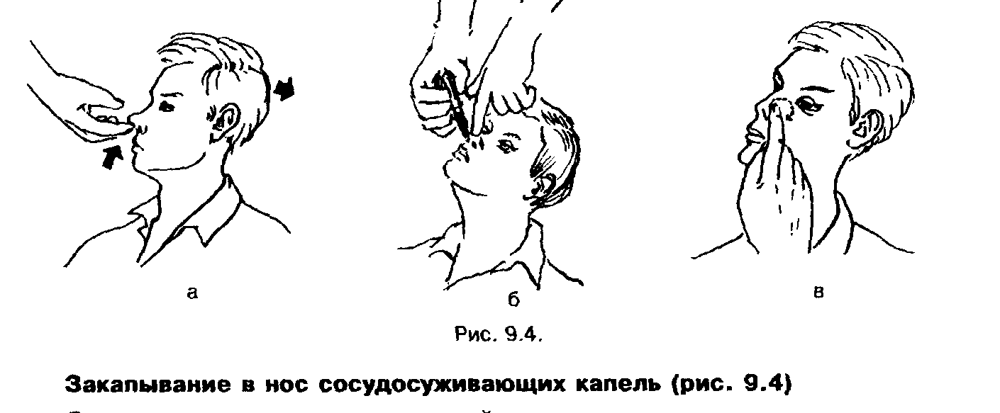 а
б
в
Рис. 9.4.
Закапывание в нос сосудосуживающих капель (рис. 9.4)